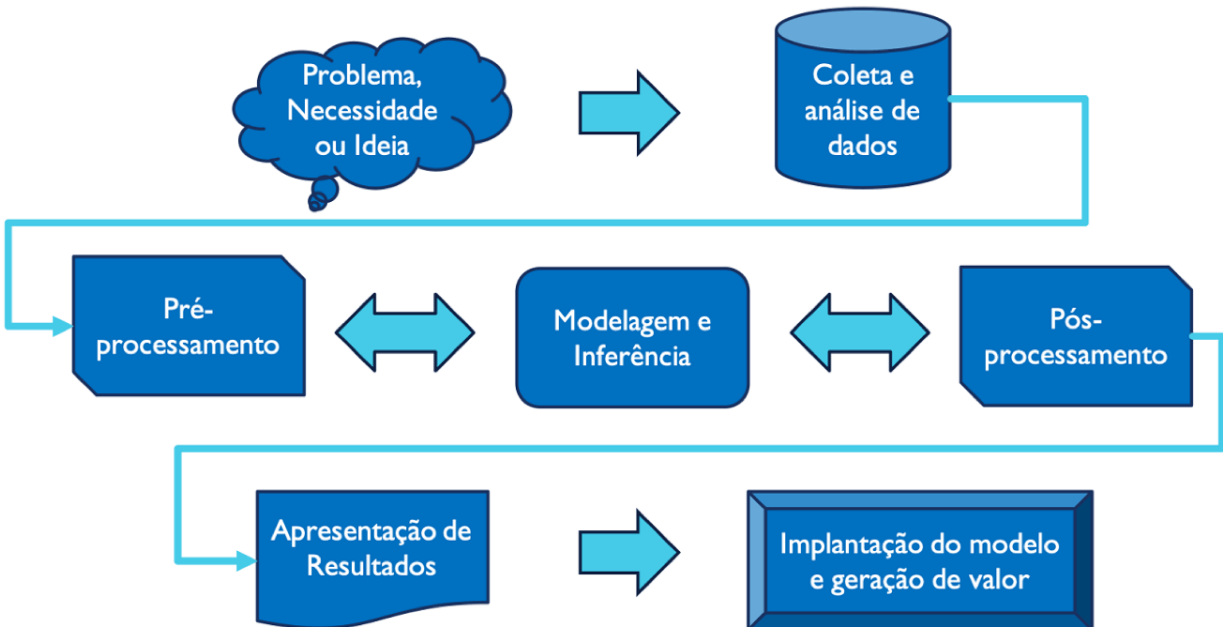 Problema,
Necessidade
ou Ideia
Coleta e
análise de
dados
Pré-
processamento
Modelagem e
Inferência
Pós-
processamento
Apresentação de
Resultados
Implantação do modelo
e geração de valor